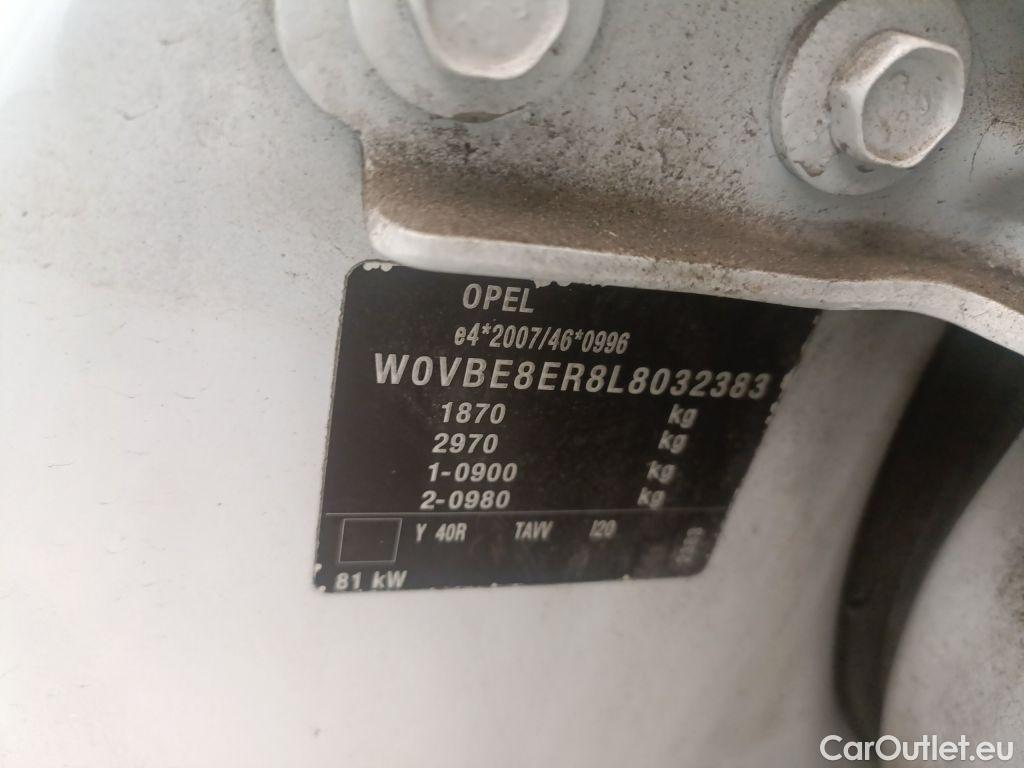 OPEL
e4*2007/46*0996
W0VBE8ER8L8032383
1870 kg
2970 kg
1-0900 kg
2-0980 kg
Y 40R TAVV I20
81 kW
CarOutlet.eu